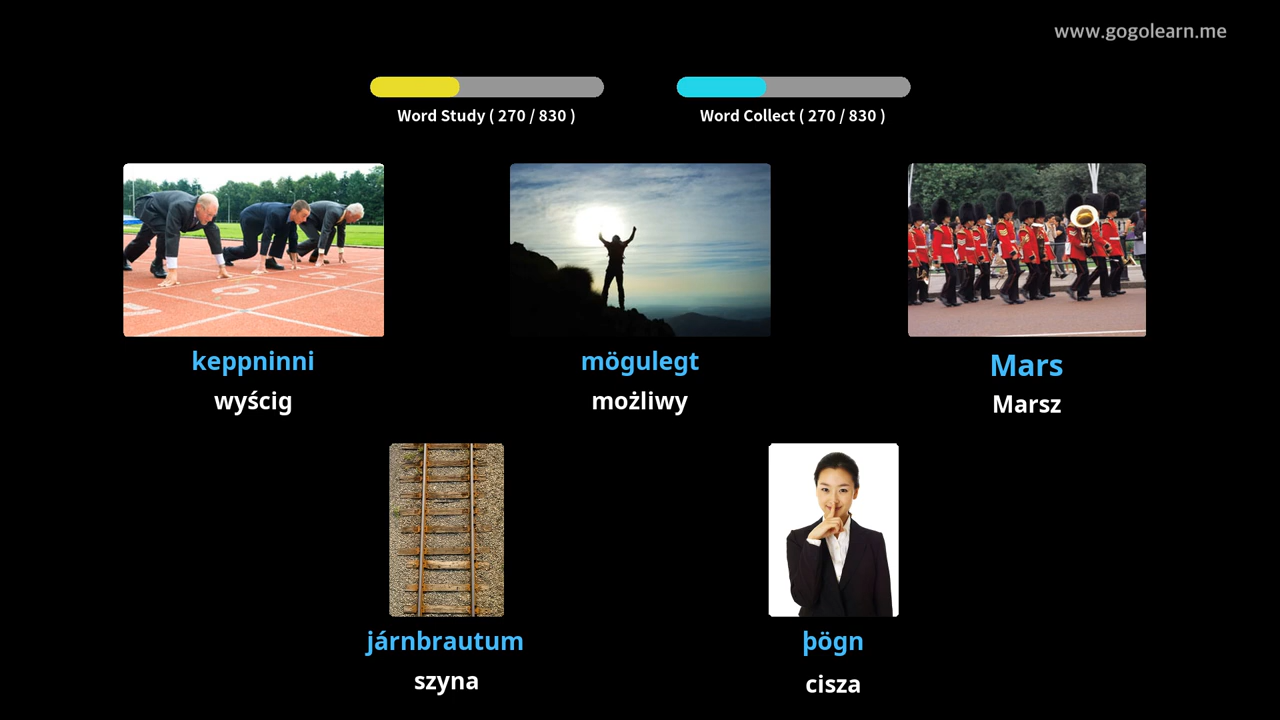 www.gogolearn.me
Word Study ( 270 / 830 )
Word Collect ( 270 / 830 )
keppninni
mögulegt
Mars
wyścig
możliwy
Marsz
járnbrautum
þögn
szyna
cisza